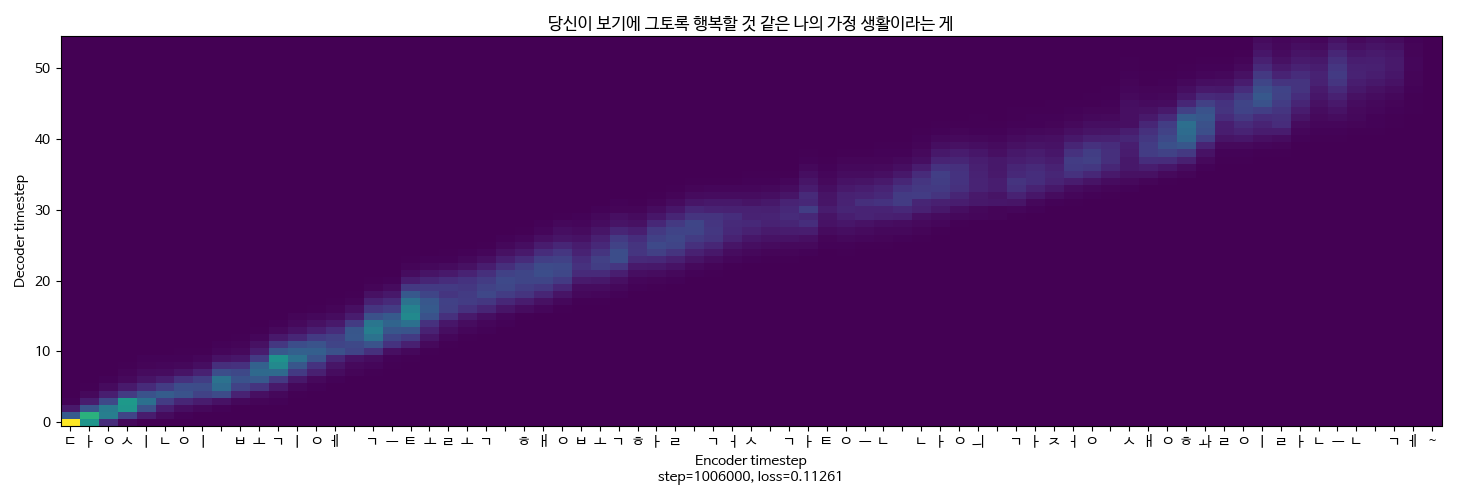 당신이 보기에 그토록 행복할 것 같은 나의 가정 생활이라는 게
50
40
30
20
10
0
Decoder timestep
ㄷ ㅏ ㅇ ㅅ ㅣ ㄴ ㅇ ㅣ ㅂ ㅗ ㄱ ㅣ ㅇ ㅔ ㄱ ㅡ ㅌ ㅗ ㄹ ㅗ ㄱ ㅎ ㅐ ㅇ ㅂ ㅗ ㄱ ㅎ ㅏ ㄹ ㄱ ㅓ ㅅ ㄱ ㅏ ㅌ ㅇ ㅡ ㄴ ㄴ ㅏ ㅇ ㅢ ㄱ ㅏ ㅈ ㅓ ㅇ ㅅ ㅐ ㅇ ㅎ ㅘ ㄹ ㅇ ㅣ ㄹ ㅏ ㄴ ㅡ ㄴ ㄱ ㅔ ~
Encoder timestep
step=1006000, loss=0.11261